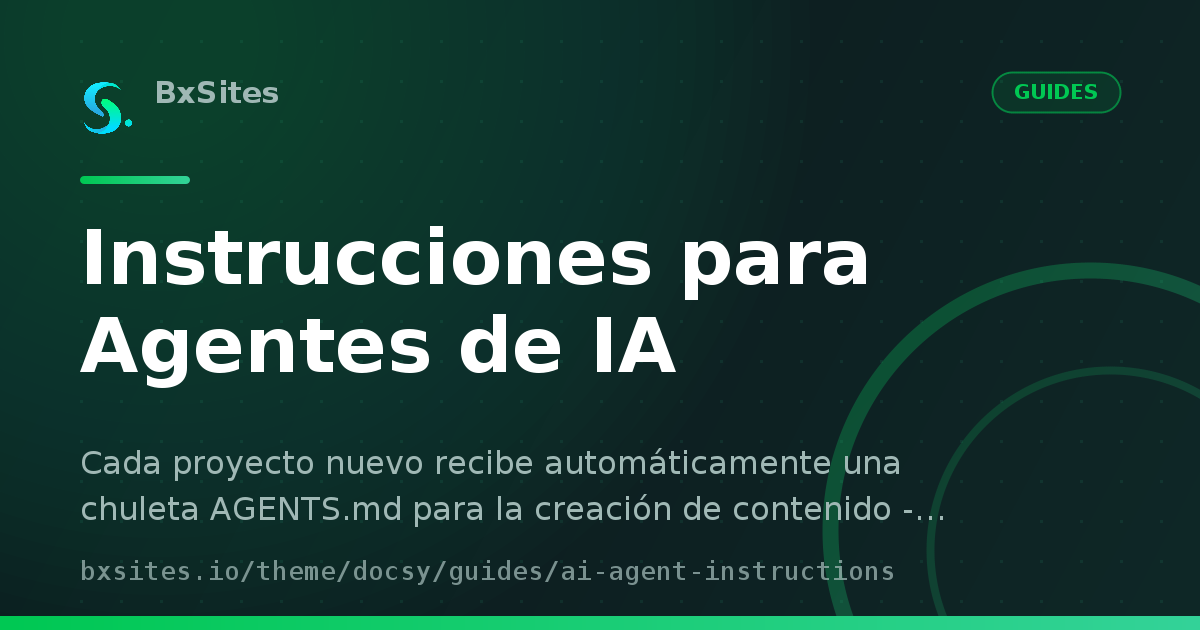 BxSites
GUIDES
Instrucciones para
Agentes de IA
Cada proyecto nuevo recibe automáticamente una
chuleta AGENTS.md para la creación de contenido -...
bxsites.io/theme/docsy/guides/ai-agent-instructions